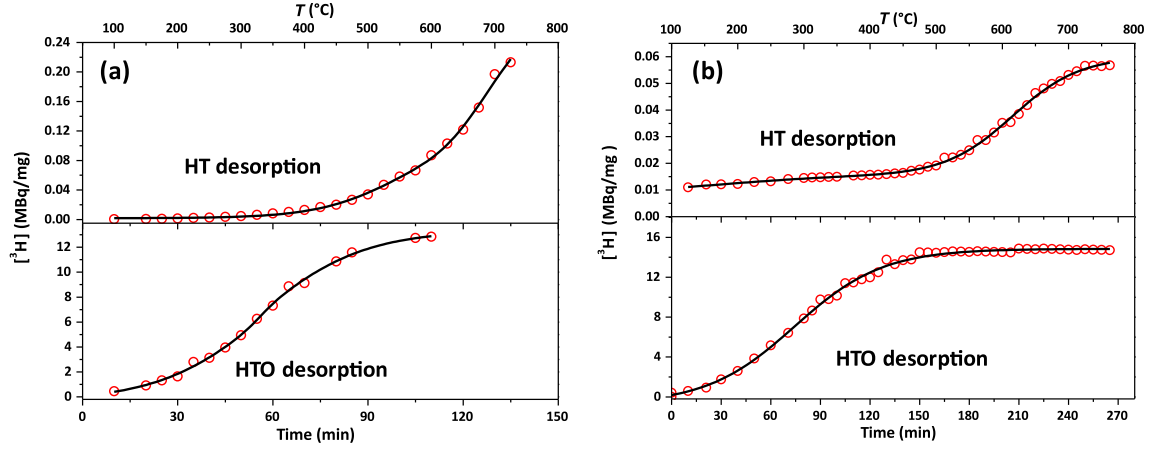 T (°C)
100 200 300 400 500 600 700 800
0.24
0.20
0.16
0.12
0.08
0.04
0.00
(a)
HT desorption
[³H] (MBq/mg)
12
10
8
6
4
2
0
HTO desorption
0 30 60 90 120 150
Time (min)
T (°C)
100 200 300 400 500 600 700 800
0.06
0.05
0.04
0.03
0.02
0.01
0.00
(b)
HT desorption
[³H] (MBq/mg )
16
12
8
4
0
HTO desorption
0 30 60 90 120 150 180 210 240 270
Time (min)